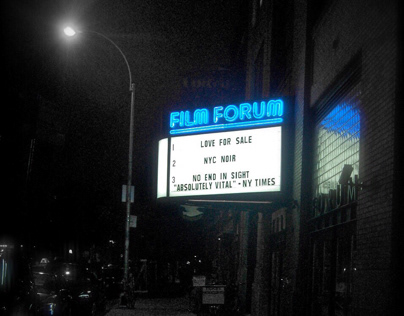 FILM FORUM
1 LOVE FOR SALE
2 NYC NOIR
3 NO END IN SIGHT
"ABSOLUTELY VITAL" - NY TIMES